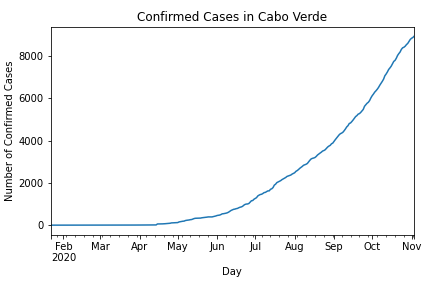 Confirmed Cases in Cabo Verde
Number of Confirmed Cases
8000
6000
4000
2000
0
Feb Mar Apr May Jun Jul Aug Sep Oct Nov
2020
Day